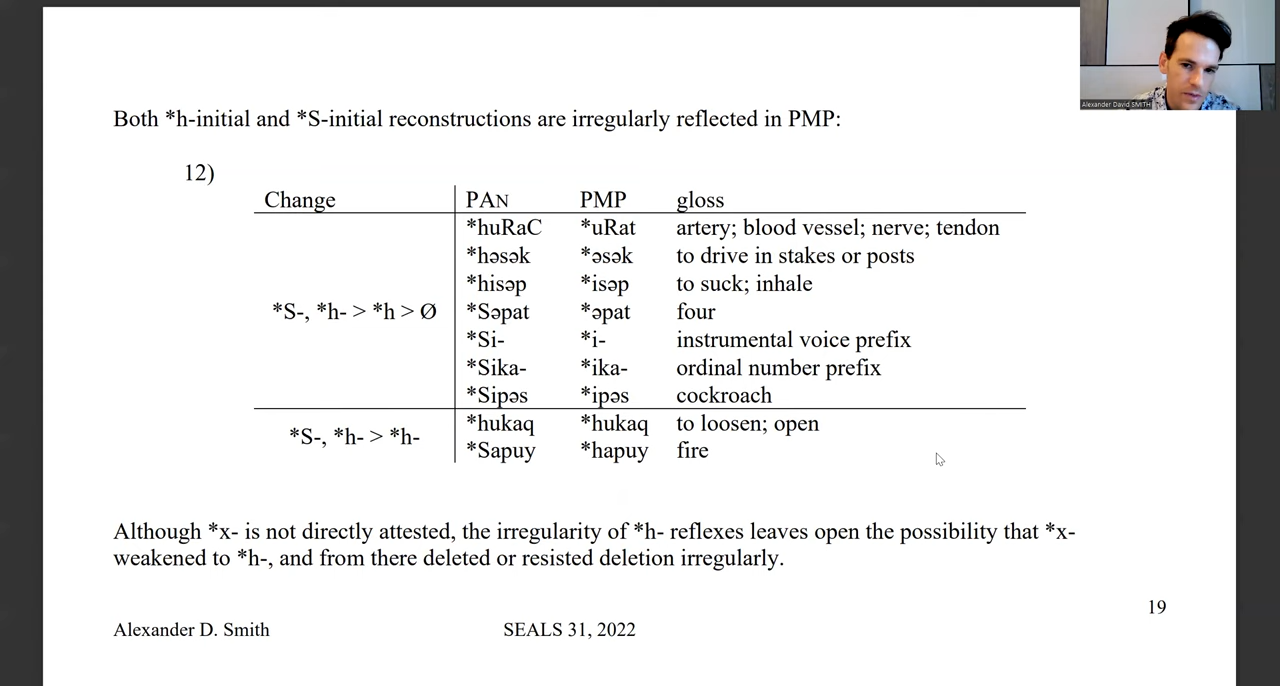 Alexander David SMITH
Both *h-initial and *S-initial reconstructions are irregularly reflected in PMP:
12)
Change PAN PMP gloss
*huRaC *uRat artery; blood vessel; nerve; tendon
*həsək *əsək to drive in stakes or posts
*hisəp *isəp to suck; inhale
*S-, *h- > *h > Ø *Səpat *əpat four
*Si- *i- instrumental voice prefix
*Sika- *ika- ordinal number prefix
*Sipəs *ipəs cockroach
*S-, *h- > *h- *hukaq *hukaq to loosen; open
*Sapuy *hapuy fire
Although *x- is not directly attested, the irregularity of *h- reflexes leaves open the possibility that *x-
weakened to *h-, and from there deleted or resisted deletion irregularly.
19
Alexander D. Smith SEALS 31, 2022